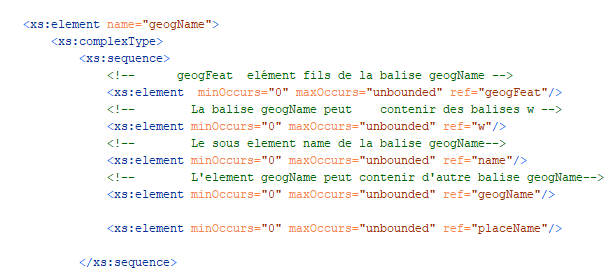 <xs:element name="geogName">
<xs:complexType>
<xs:sequence>
<!-- geogFeat elément fils de la balise geogName -->
<xs:element minOccurs="0" maxOccurs="unbounded" ref="geogFeat"/>
<!-- La balise geogName peut contenir des balises w -->
<xs:element minOccurs="0" maxOccurs="unbounded" ref="w"/>
<!-- Le sous element name de la balise geogName-->
<xs:element minOccurs="0" maxOccurs="unbounded" ref="name"/>
<!-- L'element geogName peut contenir d'autre balise geogName-->
<xs:element minOccurs="0" maxOccurs="unbounded" ref="geogName"/>
<xs:element minOccurs="0" maxOccurs="unbounded" ref="placeName"/>
</xs:sequence>